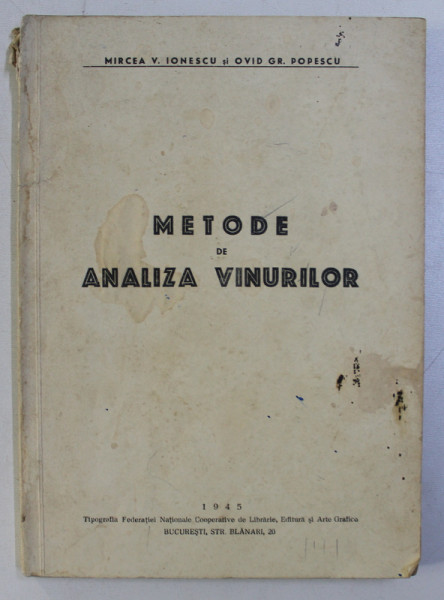 MIRCEA V. IONESCU și OVID GR. POPESCU
METODE
DE
ANALIZA VINURILOR
1945
Tipografia Federației Naționale Cooperative de Librărie, Editură și Arte Grafice
BUCUREȘTI, STR. BLĂNARI, 20